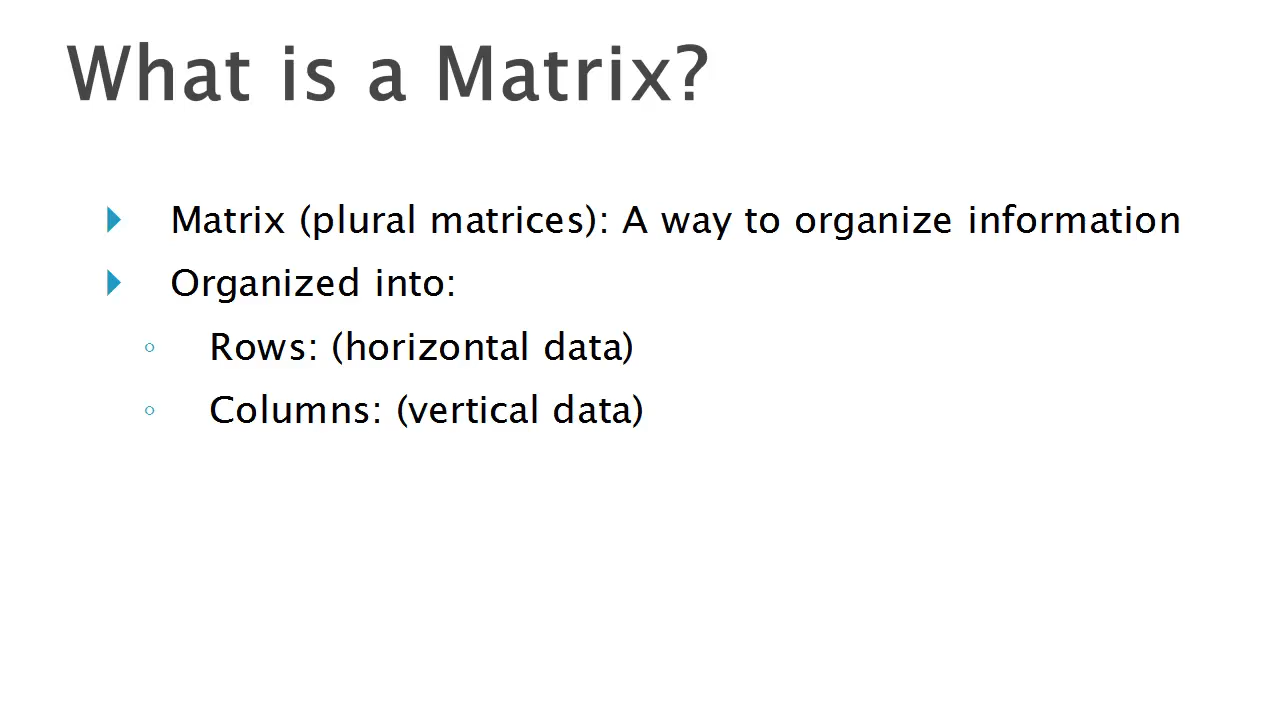 What is a Matrix?
Matrix (plural matrices): A way to organize information
Organized into:
Rows: (horizontal data)
Columns: (vertical data)